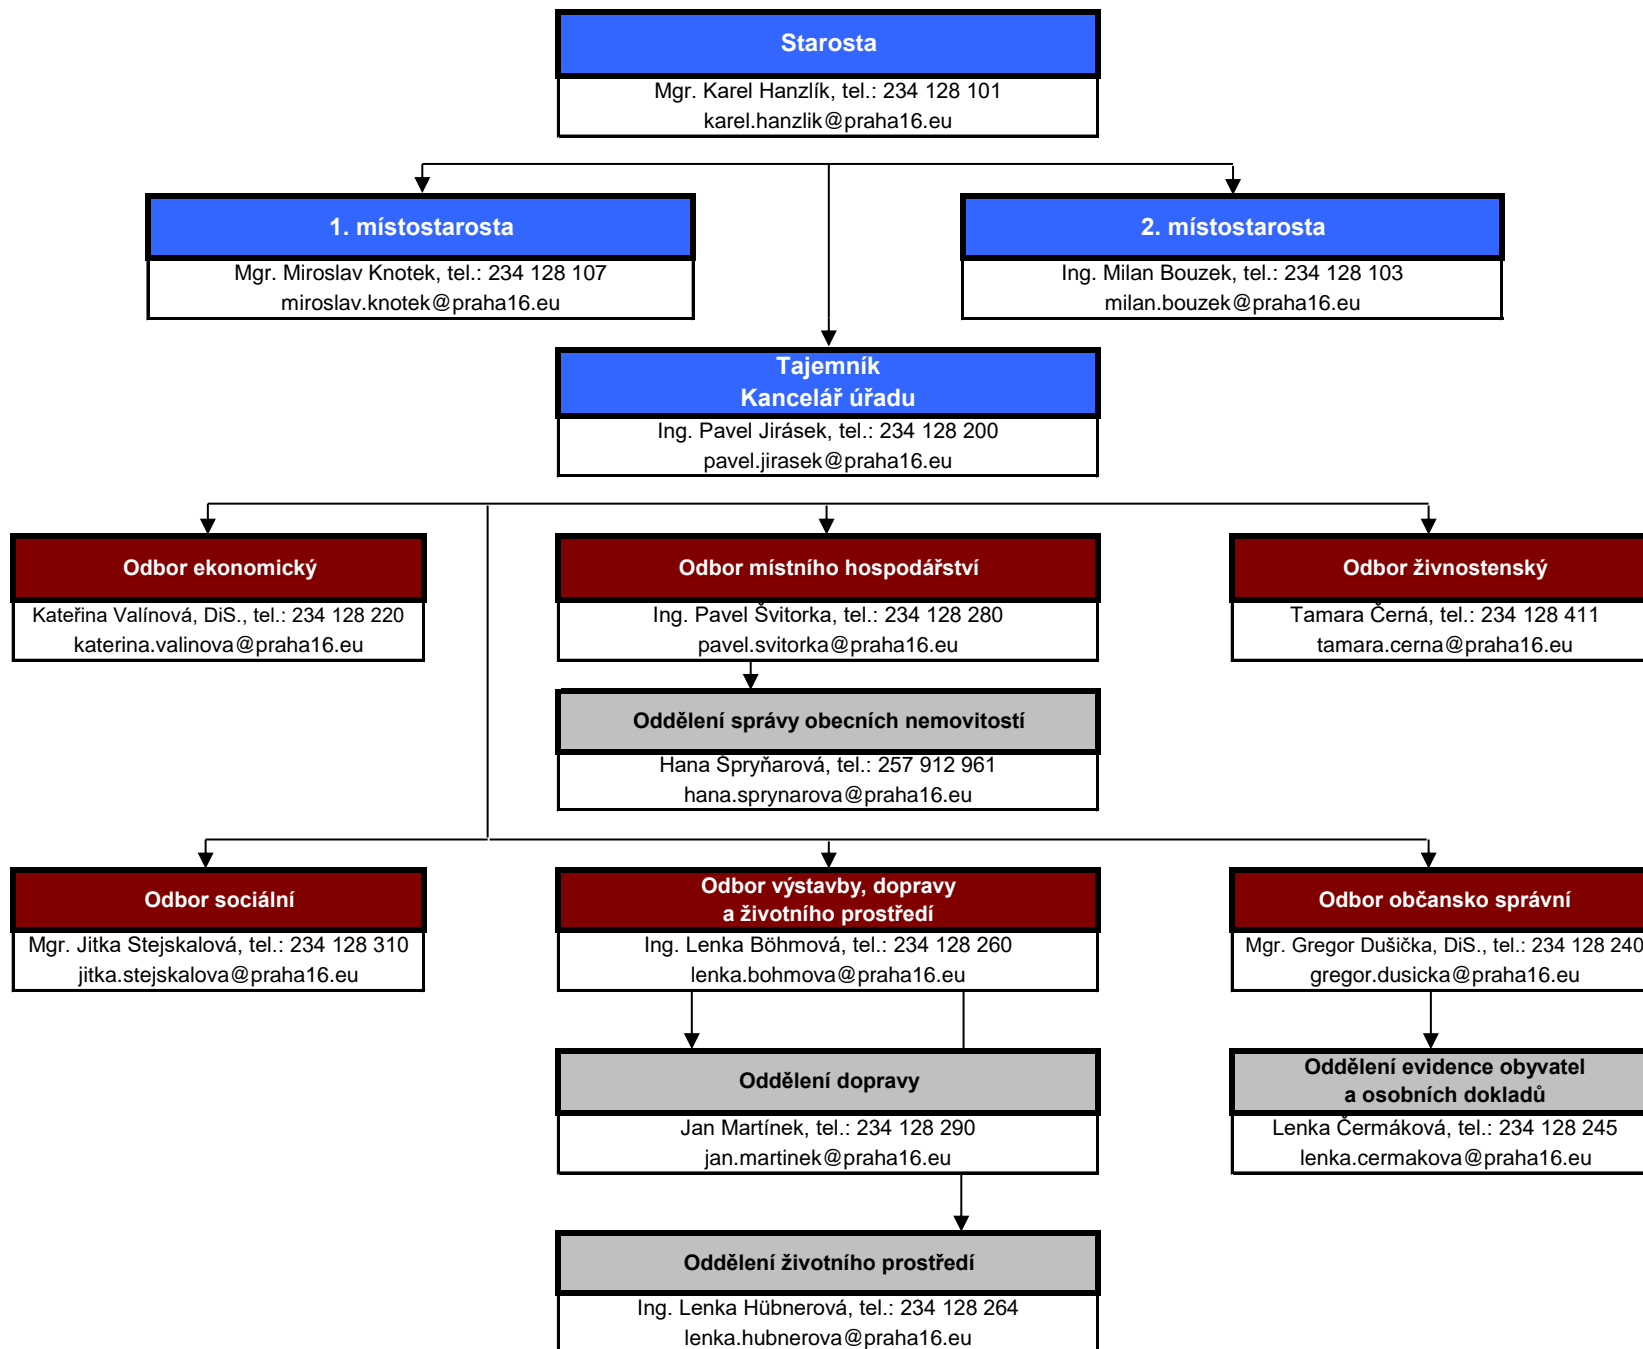 Starosta
Mgr. Karel Hanzlík, tel.: 234 128 101
karel.hanzlik@praha16.eu
1. místostarosta
Mgr. Miroslav Knotek, tel.: 234 128 107
miroslav.knotek@praha16.eu
2. místostarosta
Ing. Milan Bouzek, tel.: 234 128 103
milan.bouzek@praha16.eu
Tajemník
Kancelář úřadu
Ing. Pavel Jirásek, tel.: 234 128 200
pavel.jirasek@praha16.eu
Odbor ekonomický
Kateřina Valínová, DiS., tel.: 234 128 220
katerina.valinova@praha16.eu
Odbor místního hospodářství
Ing. Pavel Švitorka, tel.: 234 128 280
pavel.svitorka@praha16.eu
Odbor živnostenský
Tamara Černá, tel.: 234 128 411
tamara.cerna@praha16.eu
Oddělení správy obecních nemovitostí
Hana Špryňarová, tel.: 257 912 961
hana.sprynarova@praha16.eu
Odbor sociální
Mgr. Jitka Stejskalová, tel.: 234 128 310
jitka.stejskalova@praha16.eu
Odbor výstavby, dopravy
a životního prostředí
Ing. Lenka Böhmová, tel.: 234 128 260
lenka.bohmova@praha16.eu
Odbor občansko správní
Mgr. Gregor Dušička, DiS., tel.: 234 128 240
gregor.dusicka@praha16.eu
Oddělení dopravy
Jan Martínek, tel.: 234 128 290
jan.martinek@praha16.eu
Oddělení evidence obyvatel
a osobních dokladů
Lenka Čermáková, tel.: 234 128 245
lenka.cermakova@praha16.eu
Oddělení životního prostředí
Ing. Lenka Hübnerová, tel.: 234 128 264
lenka.hubnerova@praha16.eu